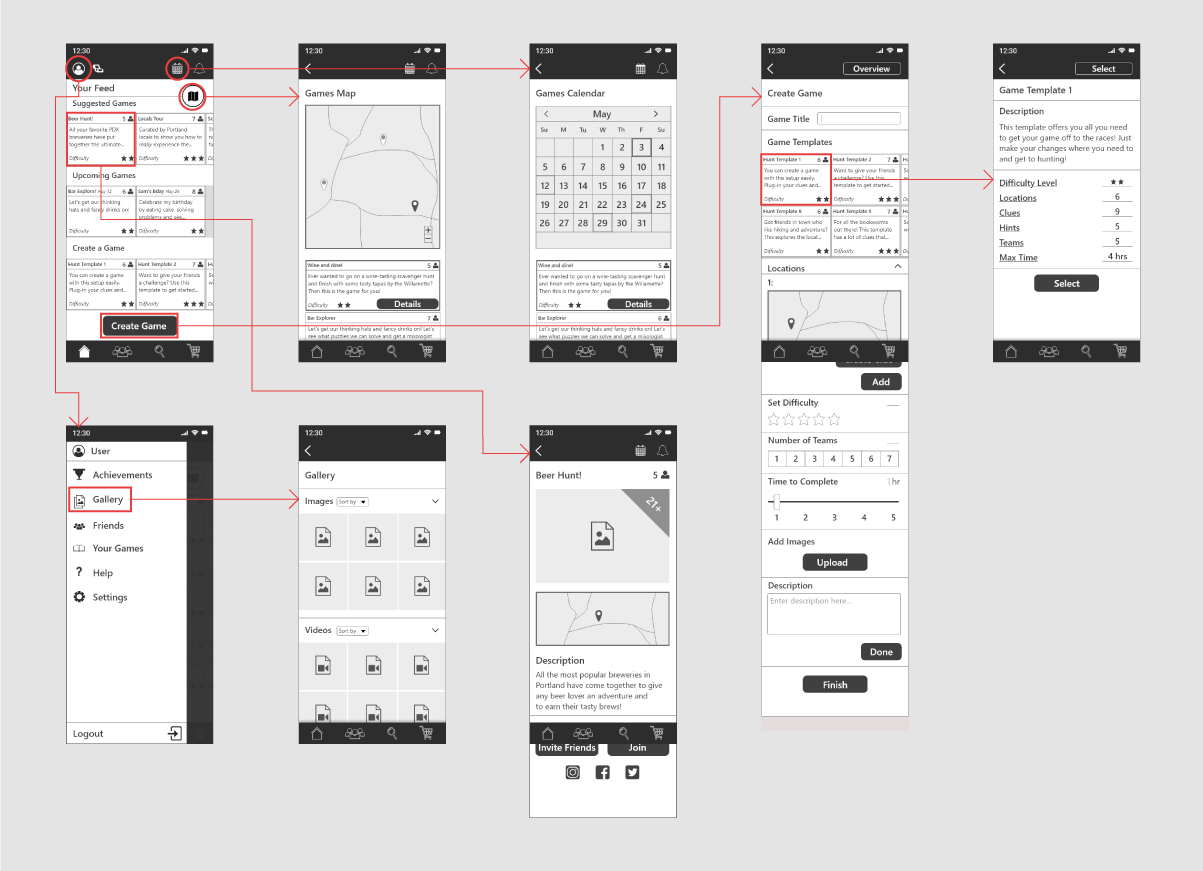 12:30
Your Feed
Suggested Games
Beer Hunt! 5
All your favorite PDX
breweries have put
together the ultimate...
Difficulty
Locals Tour 7
Curated by Portland
locals to show you how to
really experience the...
Difficulty
Upcoming Games
Bar Explorer May 12 6
Let's get our thinking
hats and fancy drinks on!
Sam's Bday May 24 8
Celebrate my birthday
by eating cake, solving
problems and see...
Create a Game
Hunt Template 1 6
You can create a game
with this setup easily.
Plug-in your clues and...
Difficulty
Hunt Template 2 7
Want to give your friends
a challenge? Use this
template to get started...
Difficulty
Create Game
12:30
Games Map
+
−
Wine and dine! 5
Ever wanted to go on a wine-tasting scavenger hunt
and finish with some tasty tapas by the Willamette?
Then this is the game for you!
Difficulty
Details
Bar Explorer 7
Let's get our thinking hats and fancy drinks on! Let's
see what puzzles we can solve and get a mixologist
12:30
Games Calendar
< May >
Su M Tu W Th F S
1 2 3 4
5 6 7 8 9 10 11
12 13 14 15 16 17 18
19 20 21 22 23 24 25
26 27 28 29 30 31
Wine and dine! 5
Ever wanted to go on a wine-tasting scavenger hunt
and finish with some tasty tapas by the Willamette?
Then this is the game for you!
Difficulty
Details
Bar Explorer 6
Let's get our thinking hats and fancy drinks on! Let's
see what puzzles we can solve and get a mixologist
12:30
Overview
Create Game
Game Title
Game Templates
Hunt Template 1 6
You can create a game
with this setup easily.
Plug-in your clues and...
Difficulty
Hunt Template 2 7
Want to give your friends
a challenge? Use this
template to get started...
Difficulty
Hunt Template 8 6
Got friends in town who
like hiking and adventure?
This explores the local...
Difficulty
Hunt Template 9 7
For all the bookworms
out there! This template
has a lot of clues that...
Difficulty
Locations
1:
Add
Set Difficulty
Number of Teams
1 2 3 4 5 6 7
Time to Complete 1 hr
1 2 3 4 5
Add Images
Upload
Description
Enter description here...
Done
Finish
12:30
Select
Game Template 1
Description
This template offers you all you need
to get your game off to the races! Just
make your changes where you need to
and get to hunting!
Difficulty Level
Locations 6
Clues 9
Hints 5
Teams 5
Max Time 4 hrs
Select
12:30
User
Achievements
Gallery
Friends
Your Games
Help
Settings
Logout
12:30
Gallery
Images Sort by
Videos Sort by
12:30
Beer Hunt! 5
21+
Description
All the most popular breweries in
Portland have come together to give
any beer lover an adventure and
to earn their tasty brews!
Invite Friends
Join